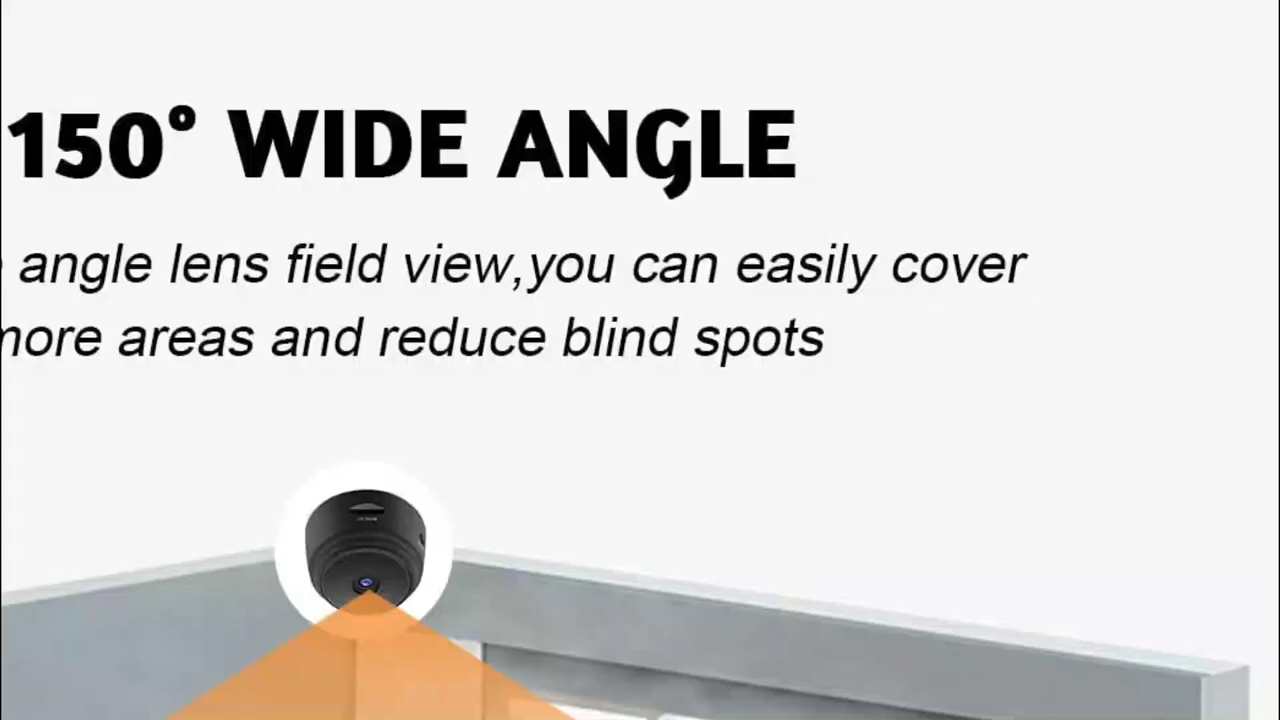 150° WIDE ANGLE
angle lens field view,you can easily cover
more areas and reduce blind spots